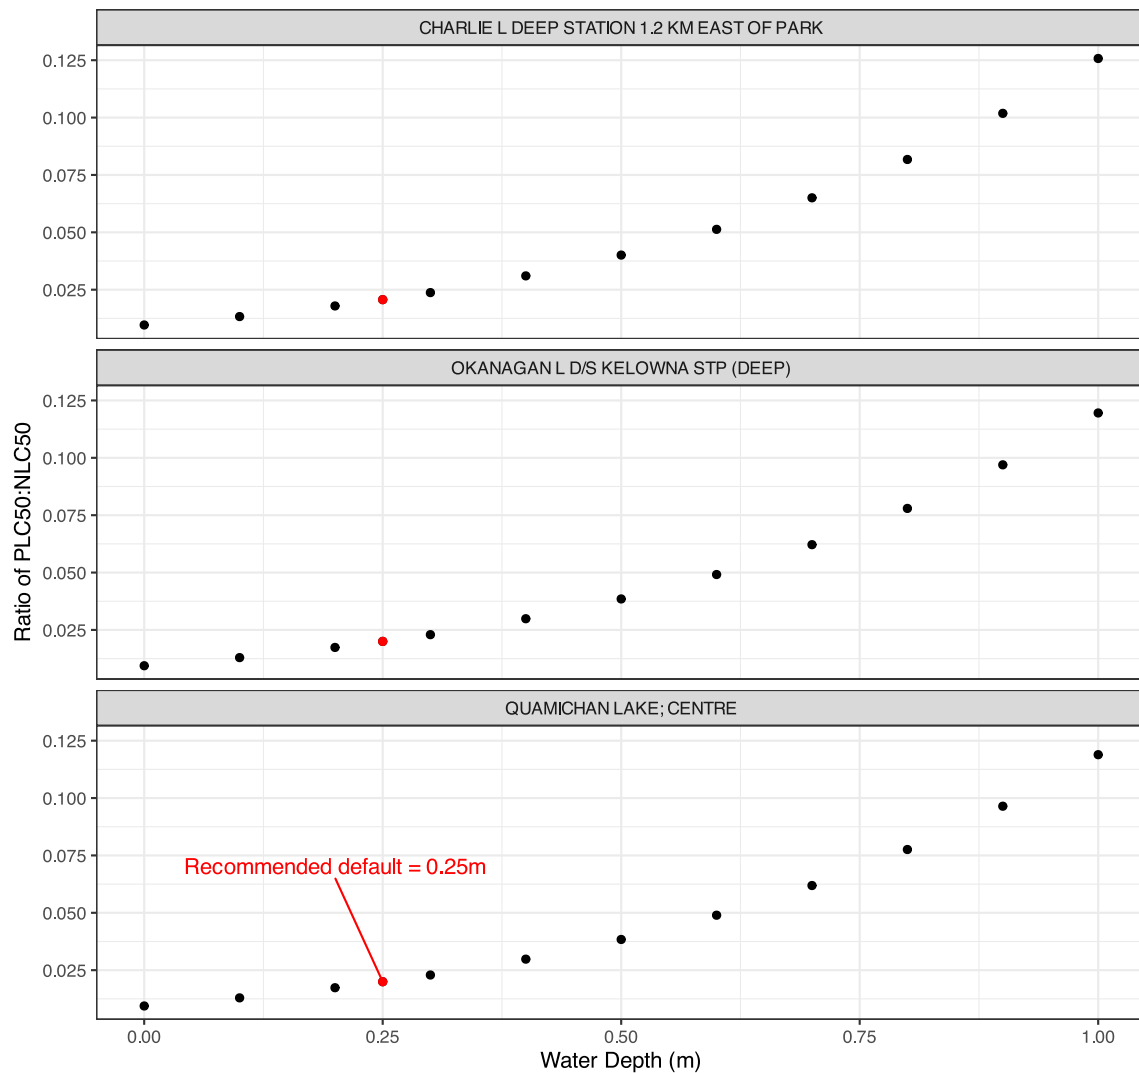 CHARLIE L DEEP STATION 1.2 KM EAST OF PARK
0.125
0.100
0.075
0.050
0.025
OKANAGAN L D/S KELOWNA STP (DEEP)
0.125
0.100
0.075
0.050
0.025
Ratio of PLC50:NLC50
QUAMICHAN LAKE; CENTRE
0.125
0.100
0.075
0.050
0.025
Recommended default = 0.25m
0.00 0.25 0.50 0.75 1.00
Water Depth (m)